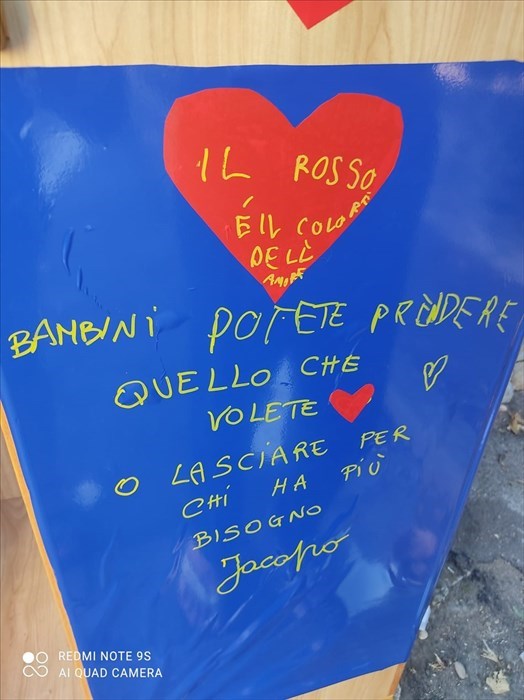 IL ROSSO
É IL COLORE
DELL'
AMORE
BAMBINI POTETE PRENDERE
QUELLO CHE
VOLETE
O LASCIARE PER
CHI HA PIÙ
BISOGNO
Jacopo
REDMI NOTE 9S
AI QUAD CAMERA